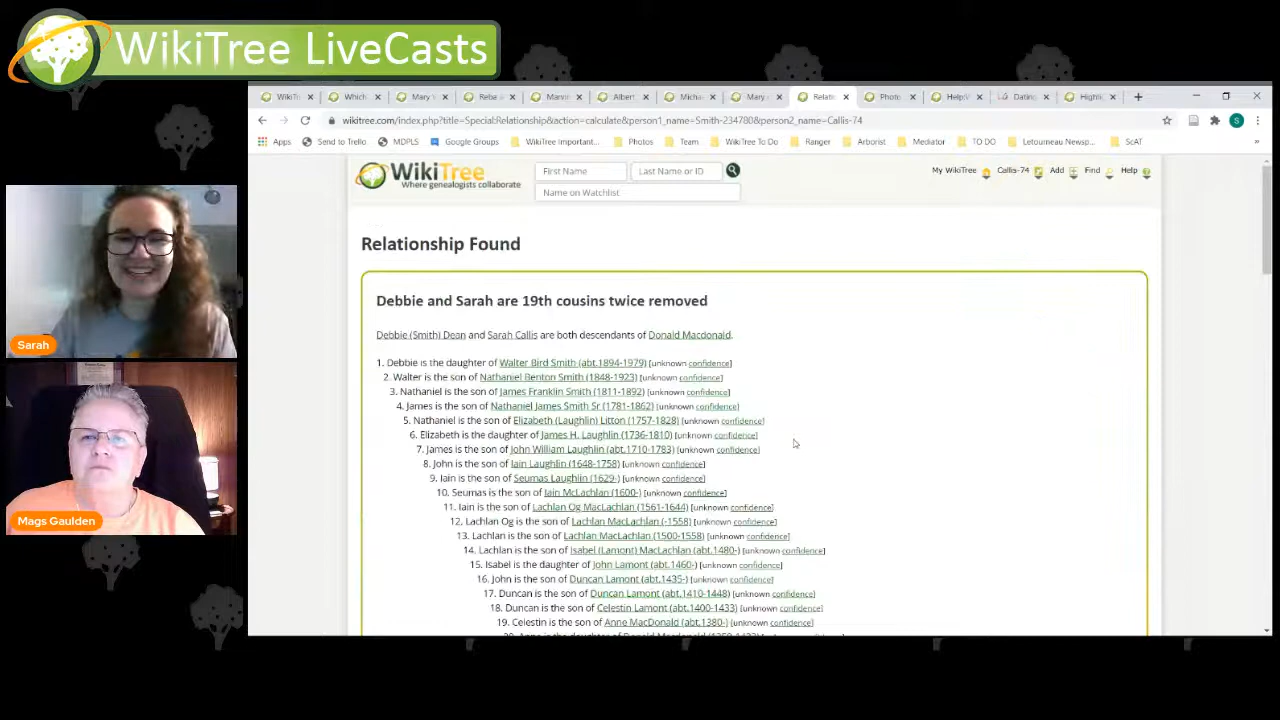 WikiTree LiveCasts
WikiT
Which
Mary
Reba
Marvin
Albert
Micha
Mary
Relatio
Photo
Help:
Dating
Highli
wikitree.com/index.php?title=Special:Relationship&action=calculate&person1_name=Smith-234780&person2_name=Callis-74
S
Apps Send to Trello MDPLS Google Groups WikiTree Important... Photos Team WikiTree To Do Ranger Arborist Mediator TO DO Letourneau Newsp... ScAT »
WikiTree
Where genealogists collaborate
First Name Last Name or ID
Name on Watchlist
My WikiTree Callis-74 Add Find Help
Relationship Found
Debbie and Sarah are 19th cousins twice removed
Debbie (Smith) Dean and Sarah Callis are both descendants of Donald Macdonald.
1. Debbie is the daughter of Walter Bird Smith (abt.1894-1979) [unknown confidence]
2. Walter is the son of Nathaniel Benton Smith (1848-1923) [unknown confidence]
3. Nathaniel is the son of James Franklin Smith (1811-1892) [unknown confidence]
4. James is the son of Nathaniel James Smith Sr (1781-1862) [unknown confidence]
5. Nathaniel is the son of Elizabeth (Laughlin) Litton (1757-1828) [unknown confidence]
6. Elizabeth is the daughter of James H. Laughlin (1736-1810) [unknown confidence]
7. James is the son of John William Laughlin (abt.1710-1783) [unknown confidence]
8. John is the son of Iain Laughlin (1648-1758) [unknown confidence]
9. Iain is the son of Seumas Laughlin (1629-) [unknown confidence]
10. Seumas is the son of Iain McLachlan (1600-) [unknown confidence]
11. Iain is the son of Lachlan Og MacLachlan (1561-1644) [unknown confidence]
12. Lachlan Og is the son of Lachlan MacLachlan (-1558) [unknown confidence]
13. Lachlan is the son of Lachlan MacLachlan (1500-1558) [unknown confidence]
14. Lachlan is the son of Isabel (Lamont) MacLachlan (abt.1480-) [unknown confidence]
15. Isabel is the daughter of John Lamont (abt.1460-) [unknown confidence]
16. John is the son of Duncan Lamont (abt.1435-) [unknown confidence]
17. Duncan is the son of Duncan Lamont (abt.1410-1448) [unknown confidence]
18. Duncan is the son of Celestin Lamont (abt.1400-1433) [unknown confidence]
19. Celestin is the son of Anne MacDonald (abt.1380-) [unknown confidence]
Sarah
Mags Gaulden